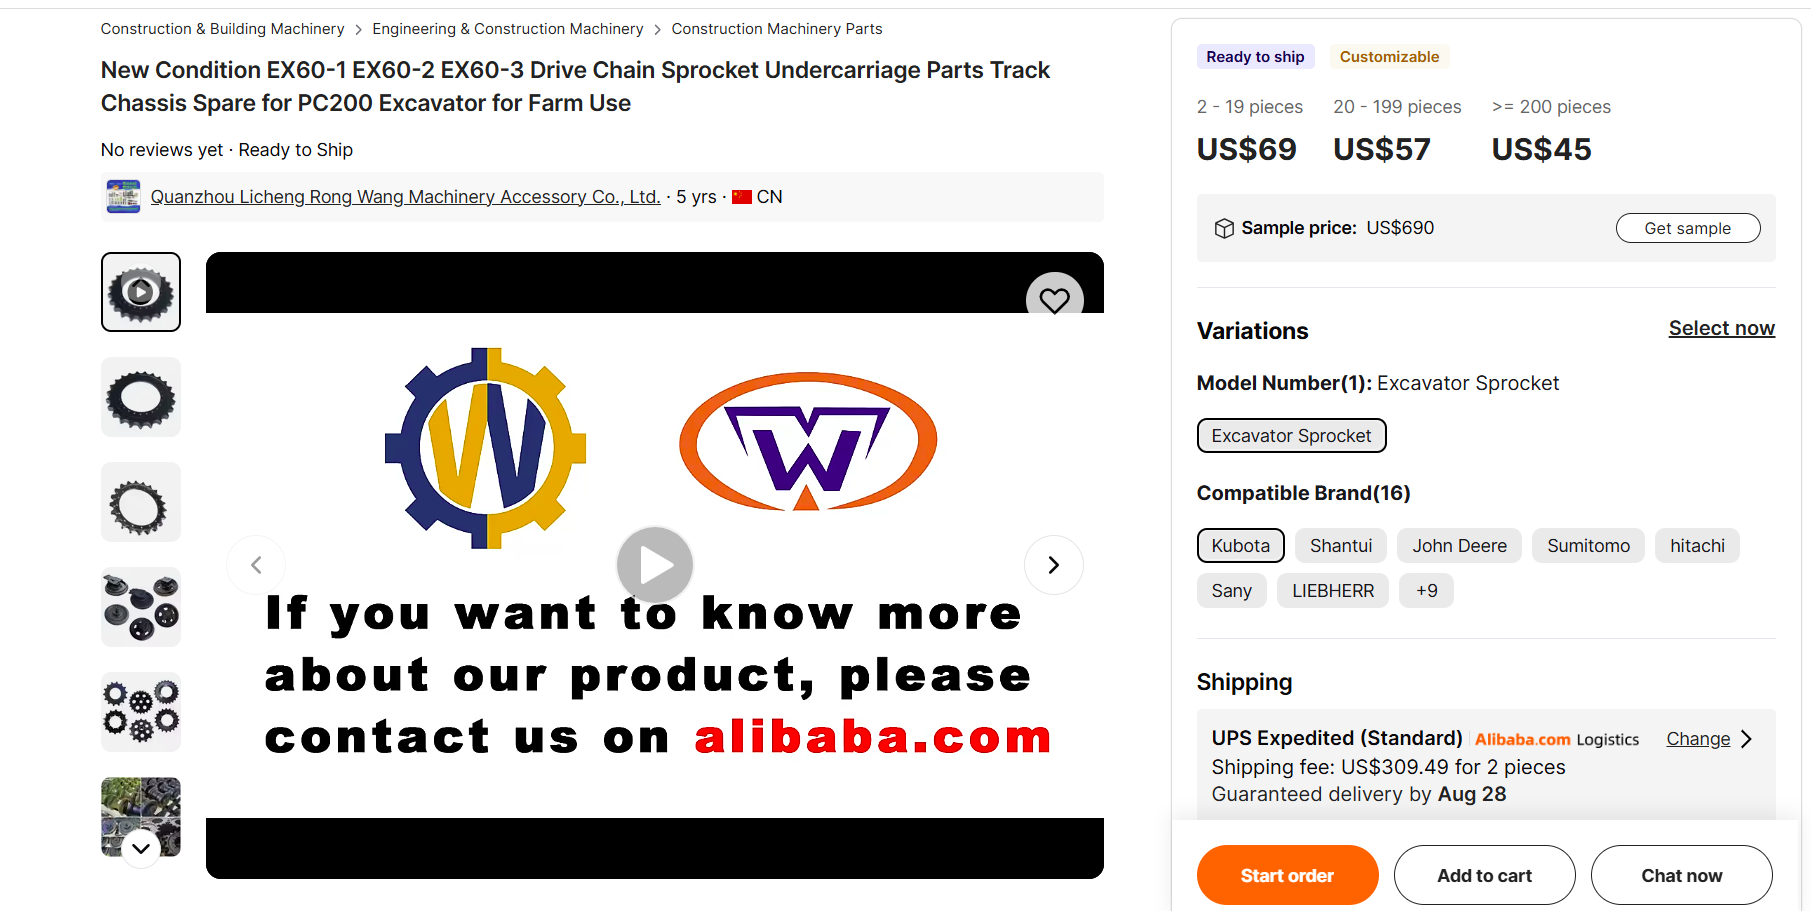 Construction & Building Machinery > Engineering & Construction Machinery > Construction Machinery Parts
New Condition EX60-1 EX60-2 EX60-3 Drive Chain Sprocket Undercarriage Parts Track
Chassis Spare for PC200 Excavator for Farm Use
No reviews yet · Ready to Ship
Quanzhou Licheng Rong Wang Machinery Accessory Co., Ltd. · 5 yrs · CN
W
W
If you want to know more
about our product, please
contact us on alibaba.com
Ready to ship Customizable
2 - 19 pieces 20 - 199 pieces >= 200 pieces
US$69 US$57 US$45
Sample price: US$690 Get sample
Variations Select now
Model Number(1): Excavator Sprocket
Excavator Sprocket
Compatible Brand(16)
Kubota Shantui John Deere Sumitomo hitachi
Sany LIEBHERR +9
Shipping
UPS Expedited (Standard) Alibaba.com Logistics Change >
Shipping fee: US$309.49 for 2 pieces
Guaranteed delivery by Aug 28
Start order Add to cart Chat now